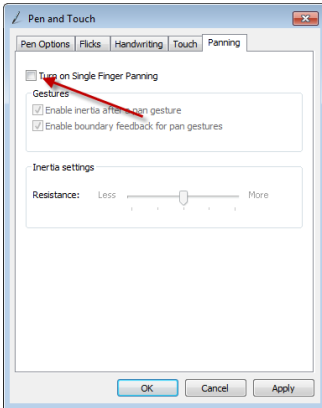 Pen and Touch
Pen Options Flicks Handwriting Touch Panning
Turn on Single Finger Panning
Gestures
Enable inertia after a pan gesture
Enable boundary feedback for pan gestures
Inertia settings
Resistance: Less More
OK Cancel Apply